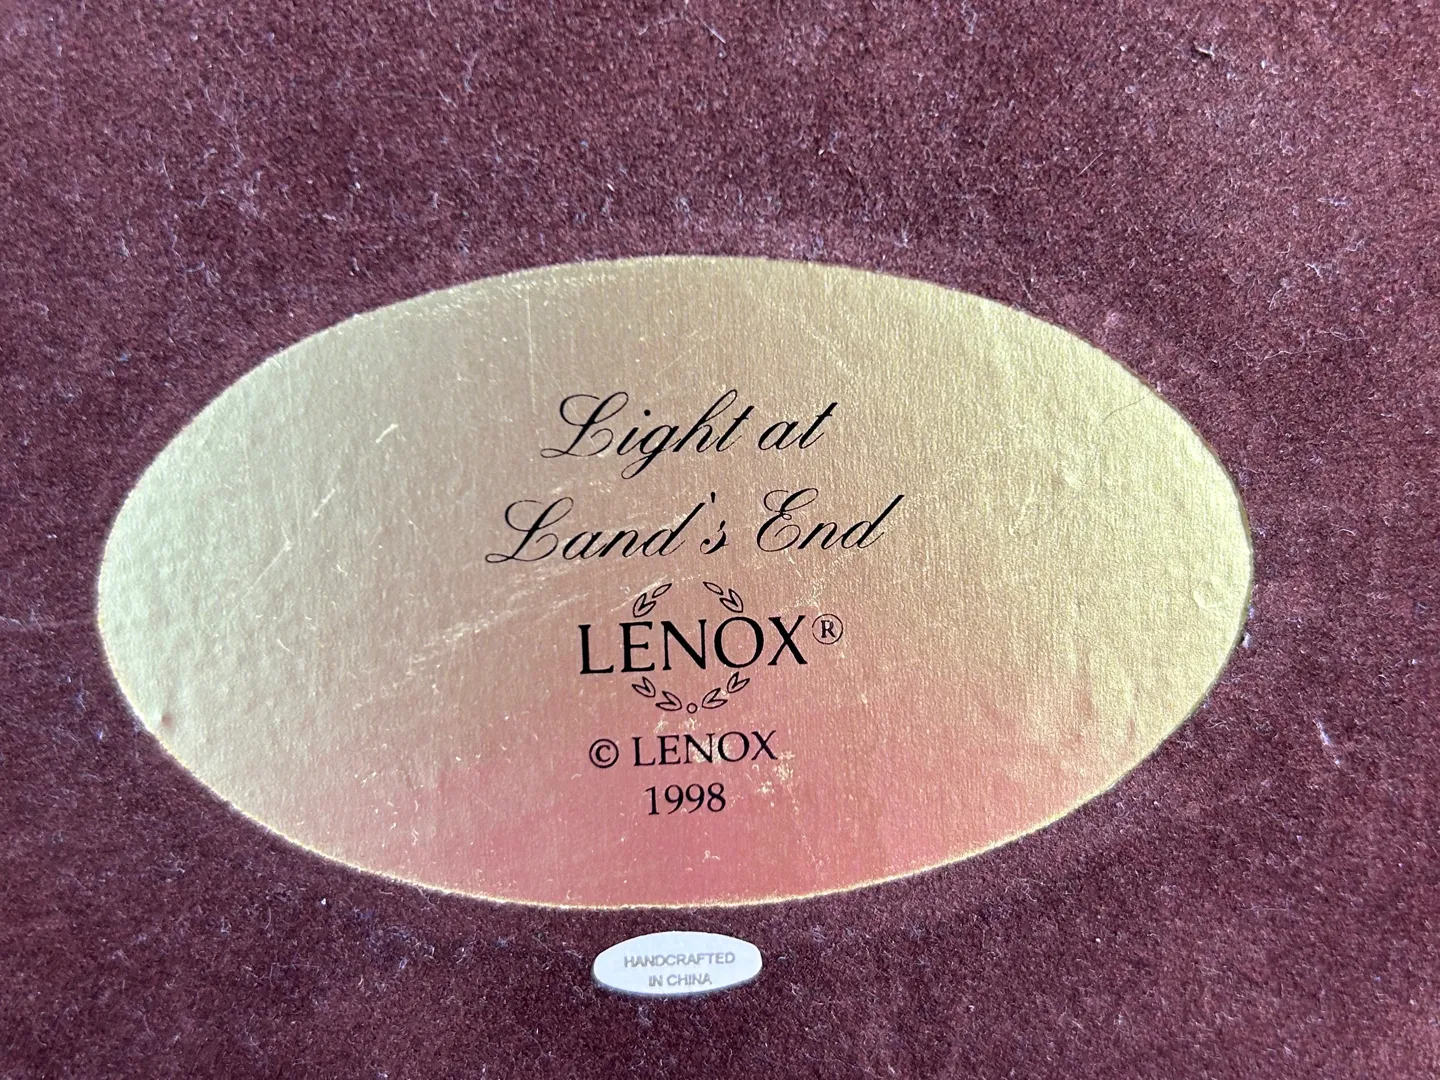 Light at
Land's End
LENOX®
© LENOX
1998
HANDCRAFTED
IN CHINA